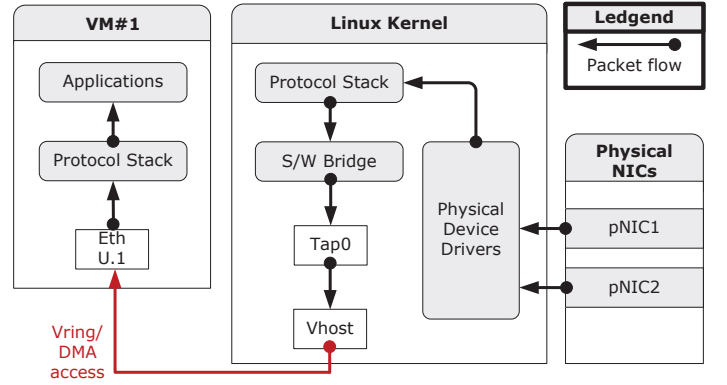 VM#1
Applications
Protocol Stack
Eth
U.1
Vring/
DMA
access
Linux Kernel
Protocol Stack
S/W Bridge
Tap0
Vhost
Physical
Device
Drivers
Ledgend
Packet flow
Physical
NICs
pNIC1
pNIC2